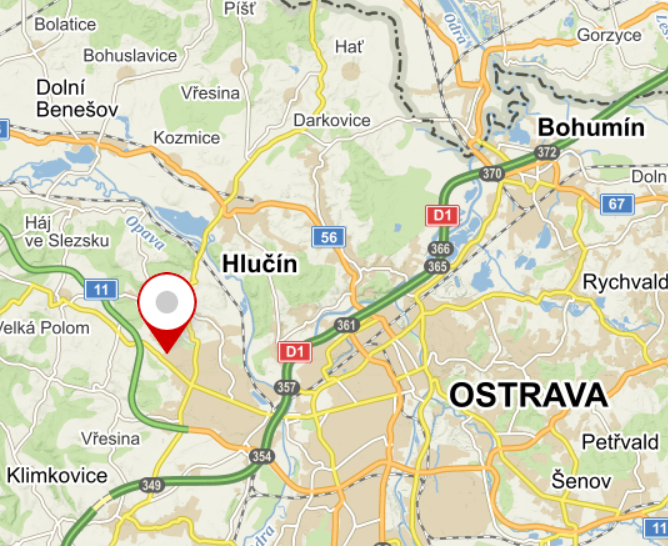 Píšť
Bolatice
Odra
Gorzyce
Hať
Bohuslavice
Dolní
Benešov
Vřesina
Darkovice
Bohumín
Kozmice
372
370
Doln
67
D1
Háj
ve Slezsku
Opava
56
366
Hlučín
365
Rychvald
11
Velká Polom
361
D1
357
OSTRAVA
Vřesina
Petřvald
354
Klimkovice
349
Šenov
11
Odra